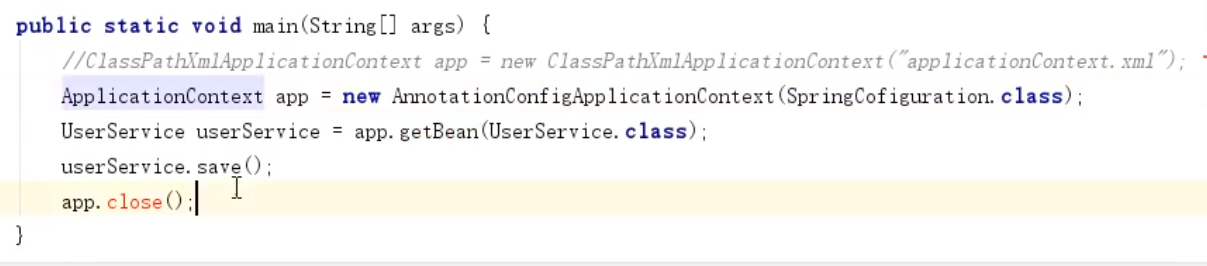 public static void main(String[] args) {
//ClassPathXmlApplicationContext app = new ClassPathXmlApplicationContext("applicationContext.xml");
ApplicationContext app = new AnnotationConfigApplicationContext(SpringCofiguration.class);
UserService userService = app.getBean(UserService.class);
userService.save();
app.close();
}